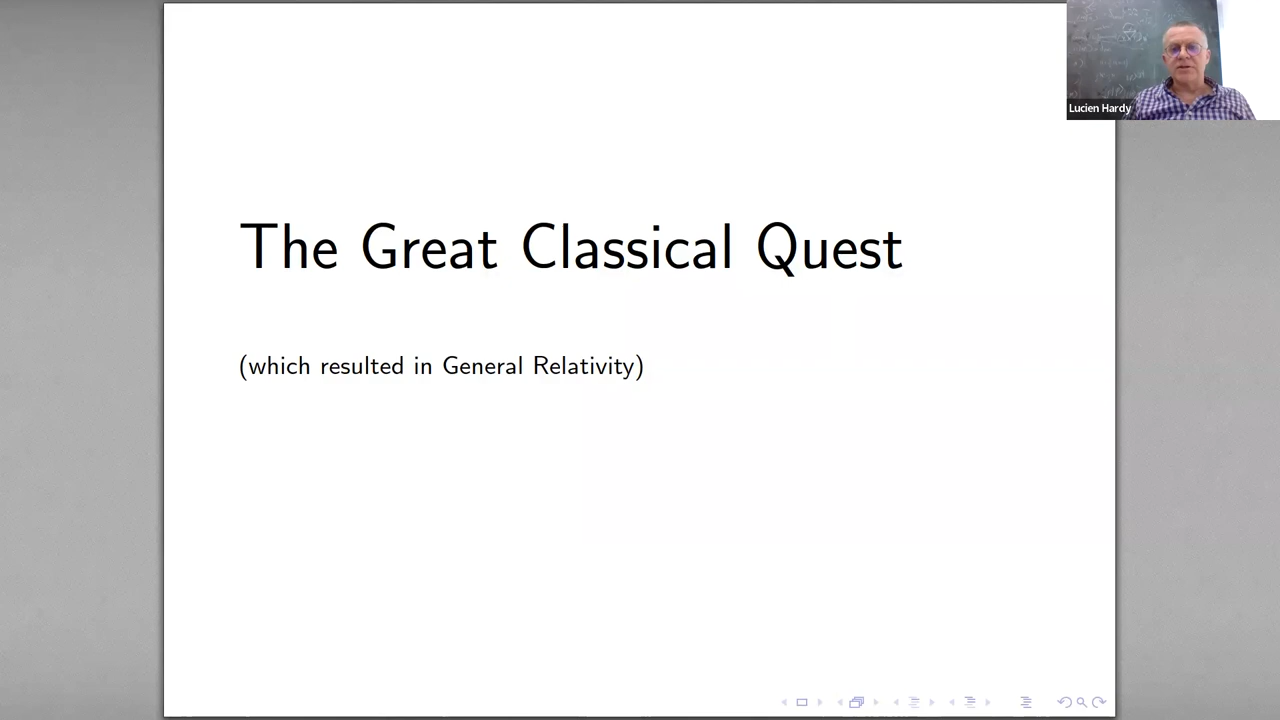 The Great Classical Quest
(which resulted in General Relativity)
Lucien Hardy